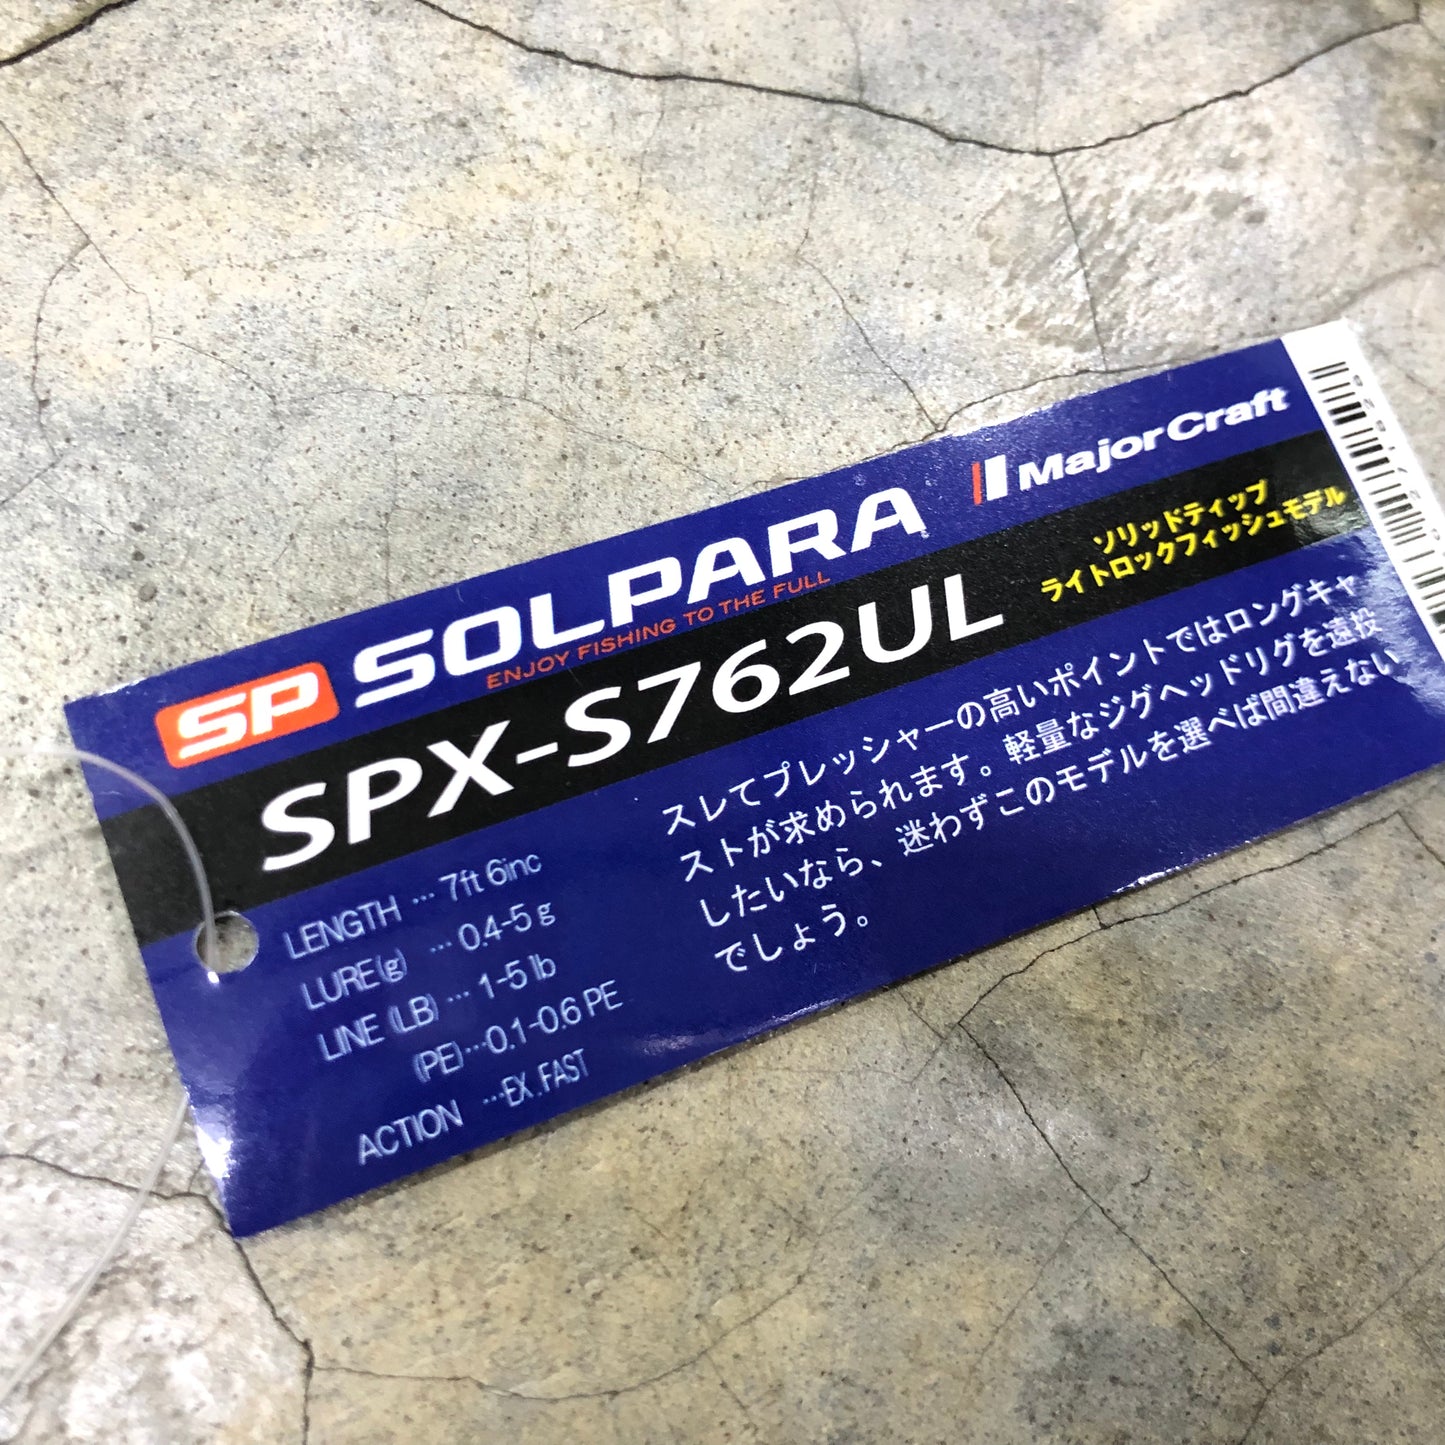 SP SOLPARA
ENJOY FISHING TO THE FULL
MajorCraft
SPX-S762UL
ソリッドティップ
ライトロックフィッシュモデル
LENGTH … 7ft 6inc
LURE(g) … 0.4-5 g
LINE (LB) … 1-5 lb
(PE)…0.1-0.6 PE
ACTION …EX.FAST
スレてプレッシャーの高いポイントではロングキャ
ストが求められます。軽量なジグヘッドリグを遠投
したいなら、迷わずこのモデルを選べば間違えない
でしょう。